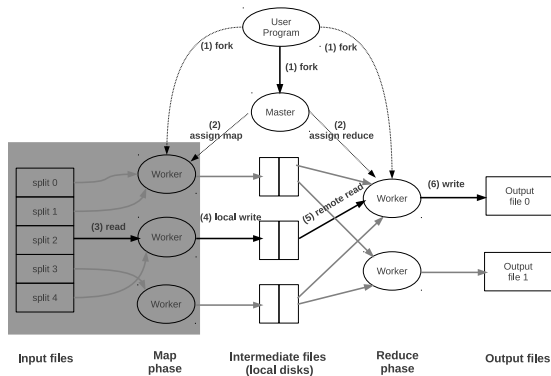 User
Program
(1) fork
(1) fork
(1) fork
Master
(2)
assign map
(2)
assign reduce
split 0
split 1
split 2
split 3
split 4
(3) read
Worker
Worker
Worker
(4) local write
(5) remote read
Worker
Worker
(6) write
Output
file 0
Output
file 1
Input files
Map
phase
Intermediate files
(local disks)
Reduce
phase
Output files